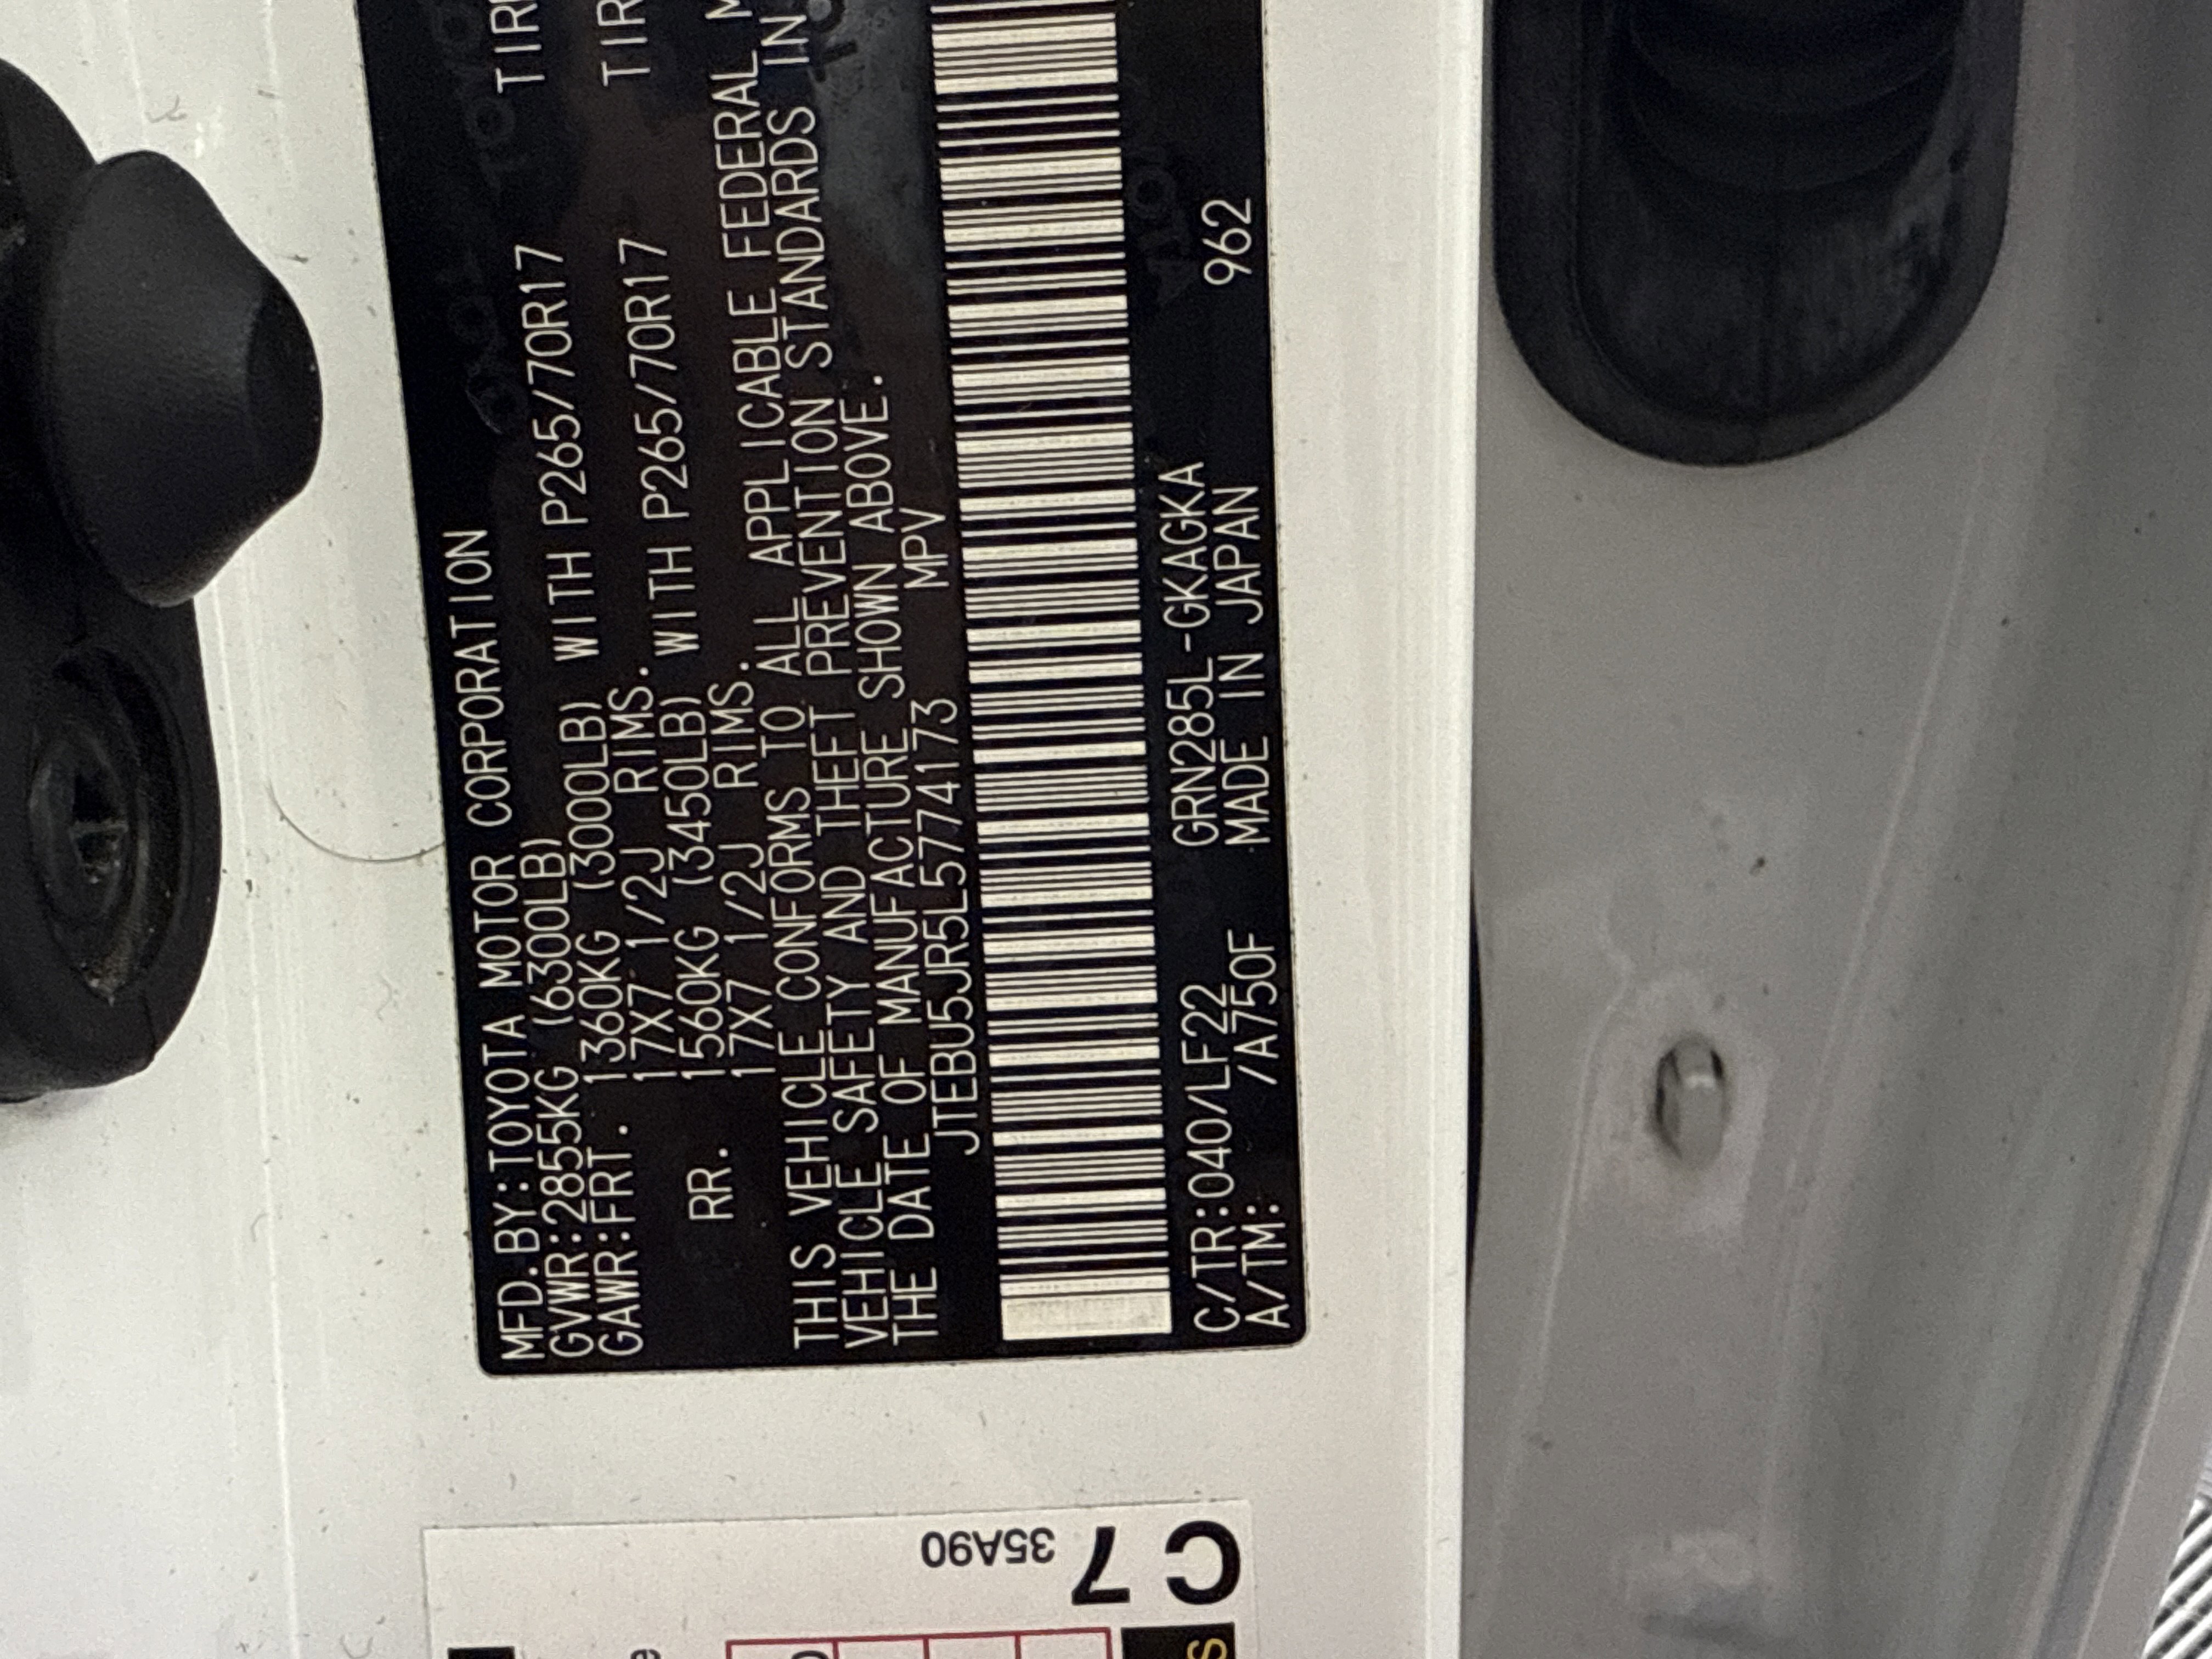 MFD.BY:TOYOTA MOTOR CORPORATION
GVWR:2855KG (6300LB)
GAWR:FRT. 1360KG (3000LB) WITH P265/70R17
17X7 1/2J RIMS.
RR. 1560KG (3450LB) WITH P265/70R17
17X7 1/2J RIMS.
THIS VEHICLE CONFORMS TO ALL APPLICABLE FEDERAL
VEHICLE SAFETY AND THEFT PREVENTION STANDARDS IN
THE DATE OF MANUFACTURE SHOWN ABOVE.
JTEBU5JR5L5774173 MPV
C/TR:040/LF22 GRN285L-GKAGKA 962
A/TM: /A750F MADE IN JAPAN
C7 35A90